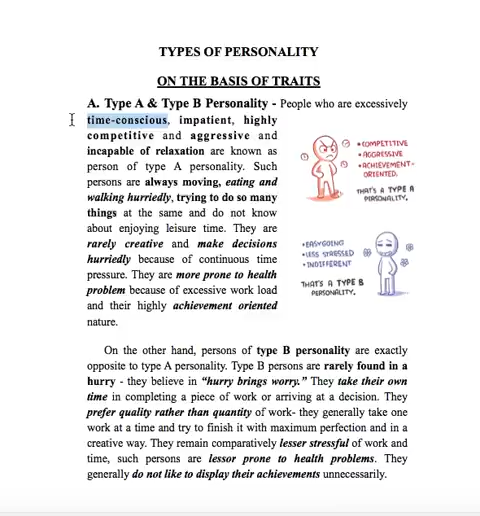 TYPES OF PERSONALITY
ON THE BASIS OF TRAITS
A. Type A & Type B Personality - People who are excessively
time-conscious, impatient, highly
competitive and aggressive and
incapable of relaxation are known as
person of type A personality. Such
persons are always moving, eating and
walking hurriedly, trying to do so many
things at the same and do not know
about enjoying leisure time. They are
rarely creative and make decisions
hurriedly because of continuous time
pressure. They are more prone to health
problem because of excessive work load
and their highly achievement oriented
nature.
• COMPETITIVE
• AGGRESSIVE
• ACHIEVEMENT-
ORIENTED.
THAT'S A TYPE A
PERSONALITY.
• EASYGOING
• LESS STRESSED
• INDIFFERENT
THAT'S A TYPE B
PERSONALITY.
On the other hand, persons of type B personality are exactly
opposite to type A personality. Type B persons are rarely found in a
hurry - they believe in “hurry brings worry.” They take their own
time in completing a piece of work or arriving at a decision. They
prefer quality rather than quantity of work- they generally take one
work at a time and try to finish it with maximum perfection and in a
creative way. They remain comparatively lesser stressful of work and
time, such persons are lessor prone to health problems. They
generally do not like to display their achievements unnecessarily.